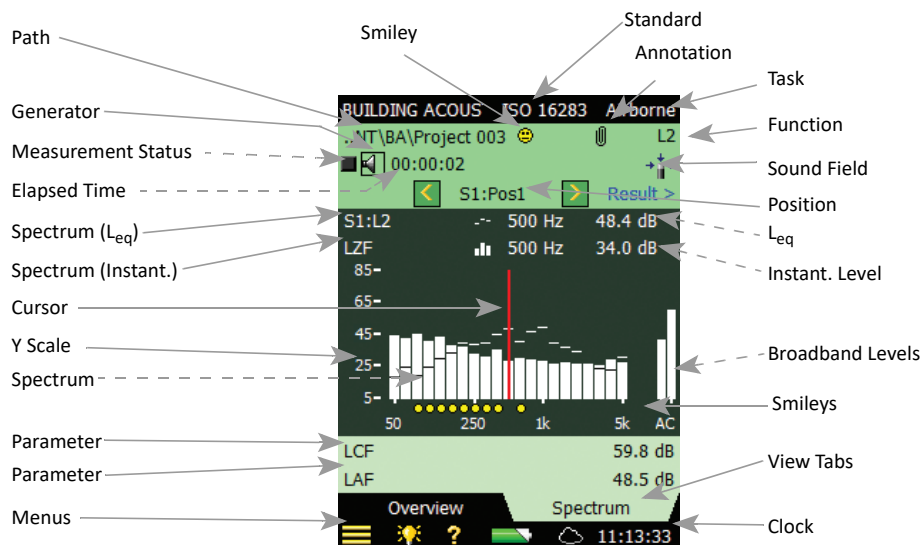 Path
Smiley
Standard
Annotation
Task
Generator
Function
Measurement Status
Sound Field
Elapsed Time
Position
Spectrum (Leq)
Leq
Spectrum (Instant.)
Instant. Level
Cursor
Y Scale
Broadband Levels
Spectrum
Smileys
Parameter
Parameter
View Tabs
Menus
Clock
BUILDING ACOUS ISO 16283 Airborne
..NT\BA\Project 003 L2
00:00:02
< S1:Pos1 > Result >
S1:L2 500 Hz 48.4 dB
LZF 500 Hz 34.0 dB
85
65
45
25
5
50 250 1k 5k AC
LCF 59.8 dB
LAF 48.5 dB
Overview Spectrum
? 11:13:33